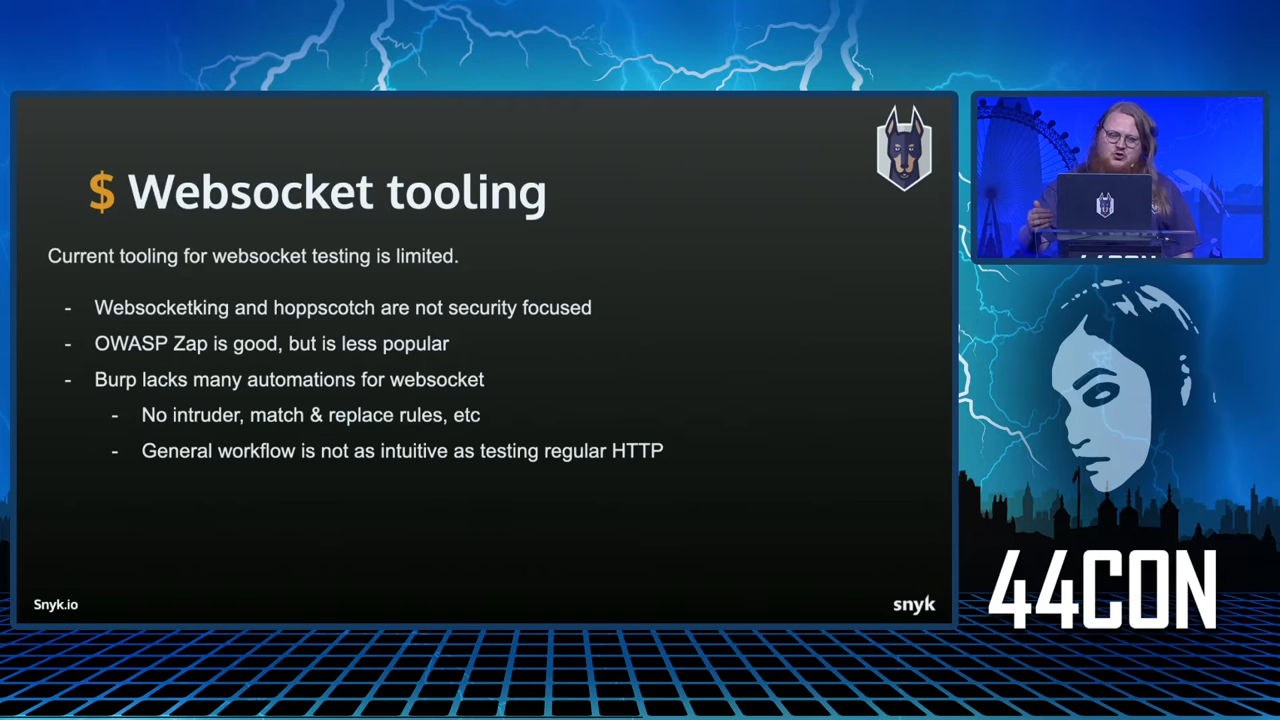 $ Websocket tooling
Current tooling for websocket testing is limited.
- Websocketking and hoppscotch are not security focused
- OWASP Zap is good, but is less popular
- Burp lacks many automations for websocket
- No intruder, match & replace rules, etc
- General workflow is not as intuitive as testing regular HTTP
Snyk.io
snyk
44CON
44CON